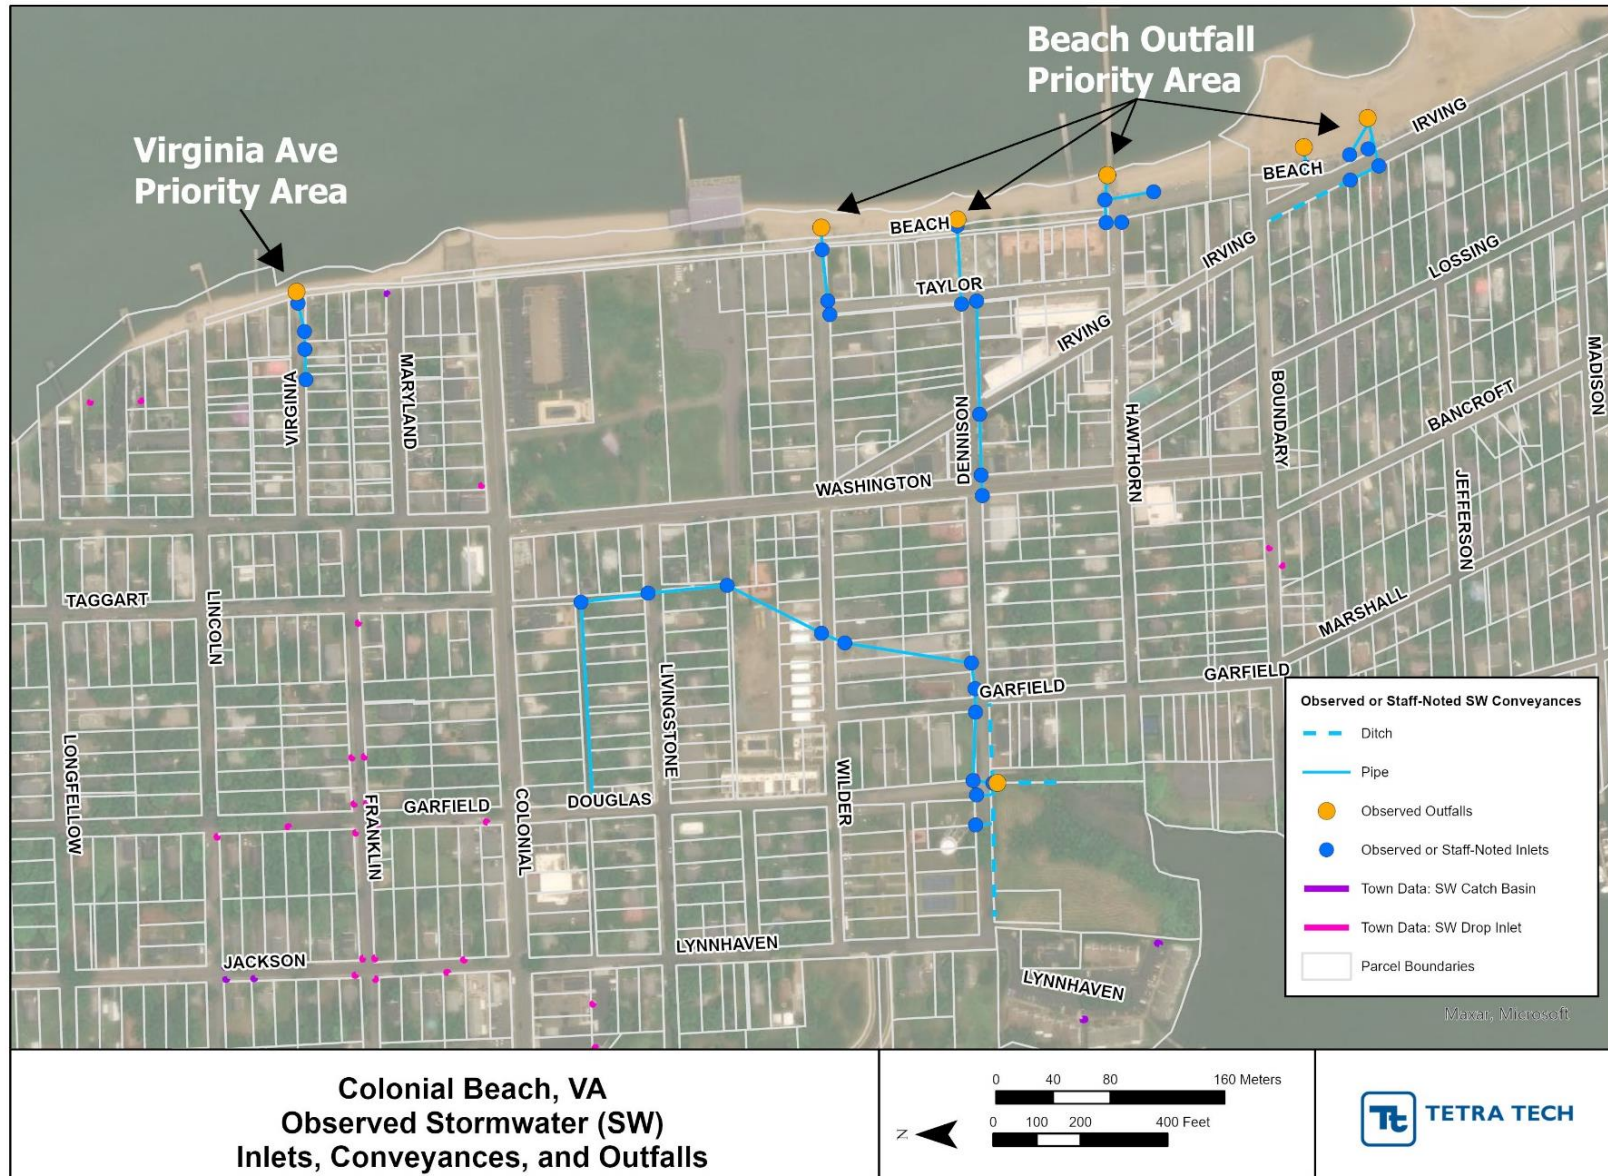 Beach Outfall
Priority Area
Virginia Ave
Priority Area
IRVING
BEACH
BEACH
IRVING
LOSSING
TAYLOR
IRVING
MADISON
MARYLAND
VIRGINIA
DENNISON
HAWTHORN
BOUNDARY
BANCROFT
WASHINGTON
JEFFERSON
TAGGART
LINCOLN
MARSHALL
GARFIELD
GARFIELD
LIVINGSTONE
LONGFELLOW
FRANKLIN
GARFIELD
COLONIAL
DOUGLAS
WILDER
JACKSON
LYNNHAVEN
LYNNHAVEN
Observed or Staff-Noted SW Conveyances
Ditch
Pipe
Observed Outfalls
Observed or Staff-Noted Inlets
Town Data: SW Catch Basin
Town Data: SW Drop Inlet
Parcel Boundaries
Maxar, Microsoft
Colonial Beach, VA
Observed Stormwater (SW)
Inlets, Conveyances, and Outfalls
N
0 40 80 160 Meters
0 100 200 400 Feet
Tt TETRA TECH